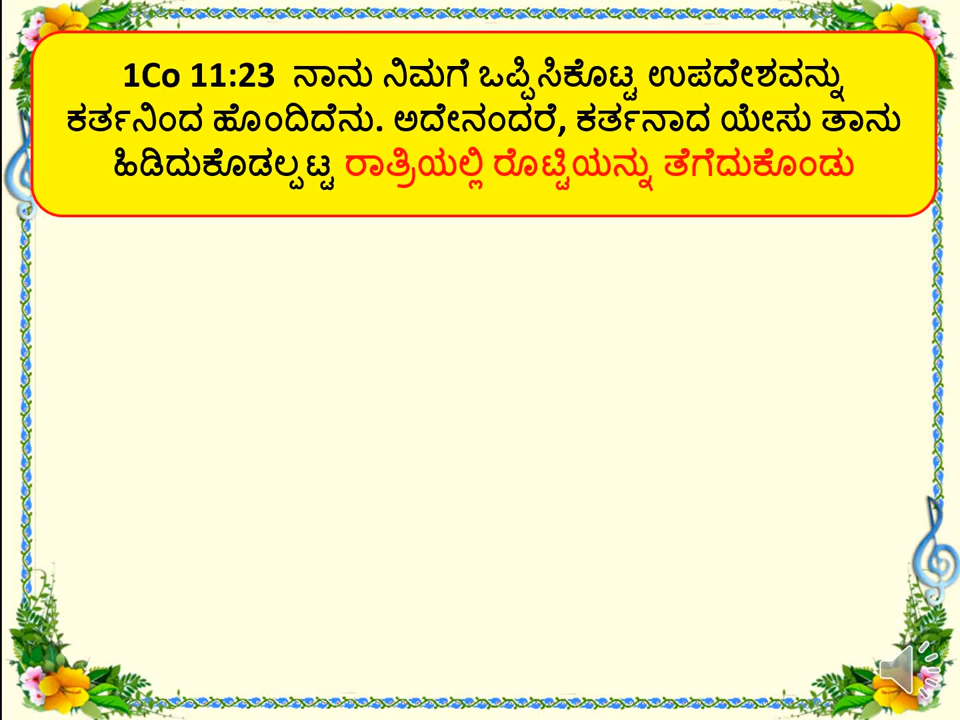 1Co 11:23 ನಾನು ನಿಮಗೆ ಒಪ್ಪಿಸಿಕೊಟ್ಟ ಉಪದೇಶವನ್ನು
ಕರ್ತನಿಂದ ಹೊಂದಿದೆನು. ಅದೇನಂದರೆ, ಕರ್ತನಾದ ಯೇಸು ತಾನು
ಹಿಡಿದುಕೊಡಲ್ಪಟ್ಟ ರಾತ್ರಿಯಲ್ಲಿ ರೊಟ್ಟಿಯನ್ನು ತೆಗೆದುಕೊಂಡು